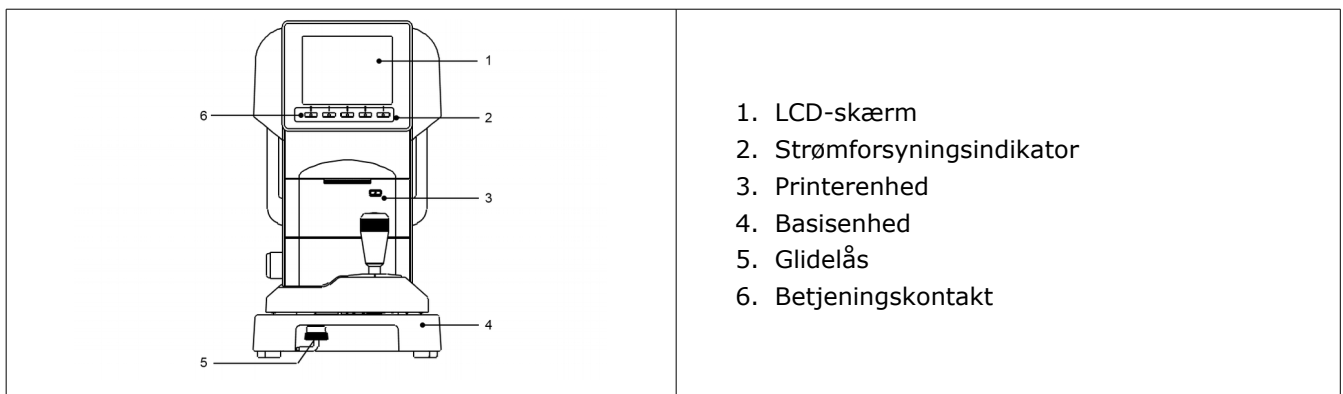 1
6
2
3
4
5
1. LCD-skærm
2. Strømforsyningsindikator
3. Printerenhed
4. Basisenhed
5. Glidelås
6. Betjeningskontakt